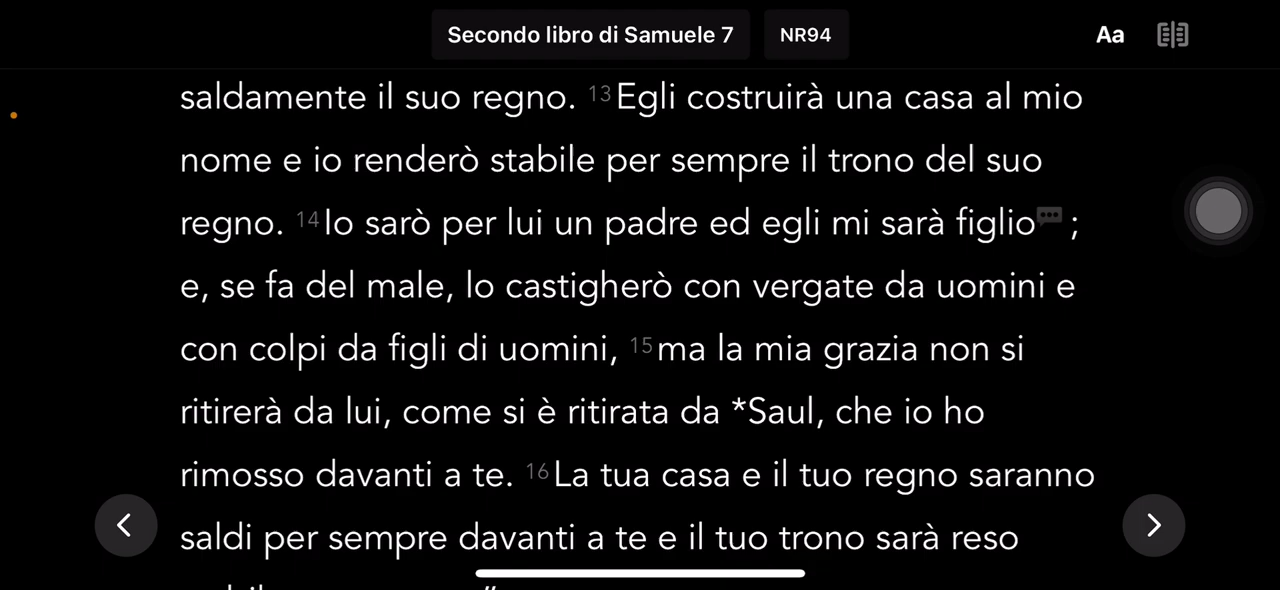 Secondo libro di Samuele 7 NR94 Aa
saldamente il suo regno. 13 Egli costruirà una casa al mio
nome e io renderò stabile per sempre il trono del suo
regno. 14 Io sarò per lui un padre ed egli mi sarà figlio ;
e, se fa del male, lo castigherò con vergate da uomini e
con colpi da figli di uomini, 15 ma la mia grazia non si
ritirerà da lui, come si è ritirata da *Saul, che io ho
rimosso davanti a te. 16 La tua casa e il tuo regno saranno
saldi per sempre davanti a te e il tuo trono sarà reso